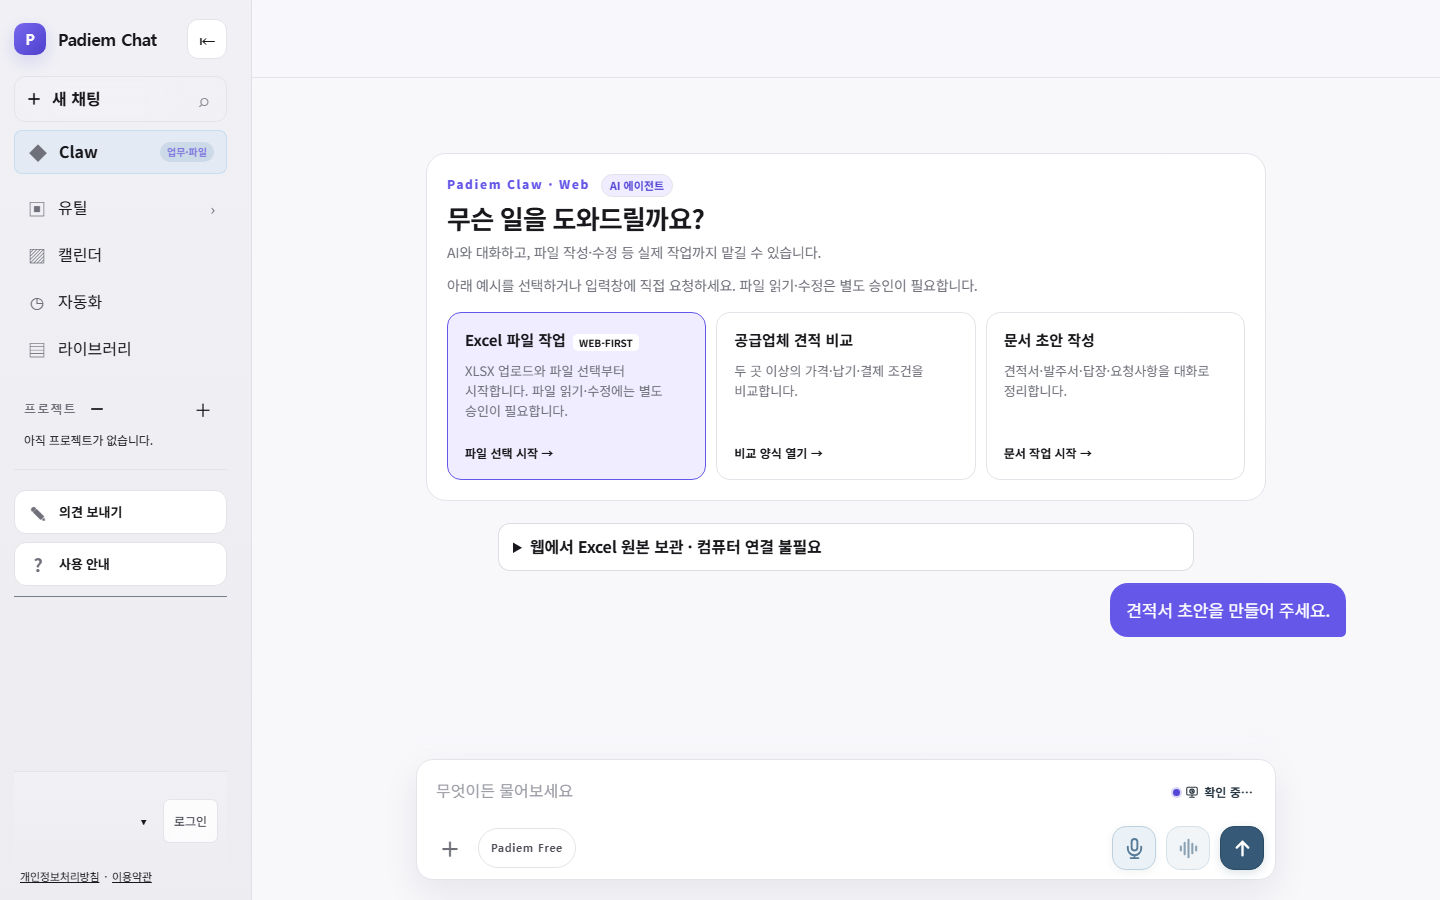 P Padiem Chat
새 채팅
Claw 업무·파일
유틸
캘린더
자동화
라이브러리
프로젝트
아직 프로젝트가 없습니다.
의견 보내기
? 사용 안내
로그인
개인정보처리방침 · 이용약관
Padiem Claw · Web AI 에이전트
무슨 일을 도와드릴까요?
AI와 대화하고, 파일 작성·수정 등 실제 작업까지 맡길 수 있습니다.
아래 예시를 선택하거나 입력창에 직접 요청하세요. 파일 읽기·수정은 별도 승인이 필요합니다.
Excel 파일 작업 WEB-FIRST
XLSX 업로드와 파일 선택부터
시작합니다. 파일 읽기·수정에는 별도
승인이 필요합니다.
파일 선택 시작 →
공급업체 견적 비교
두 곳 이상의 가격·납기·결제 조건을
비교합니다.
비교 양식 열기 →
문서 초안 작성
견적서·발주서·답장·요청사항을 대화로
정리합니다.
문서 작업 시작 →
웹에서 Excel 원본 보관 · 컴퓨터 연결 불필요
견적서 초안을 만들어 주세요.
무엇이든 물어보세요
확인 중…
Padiem Free